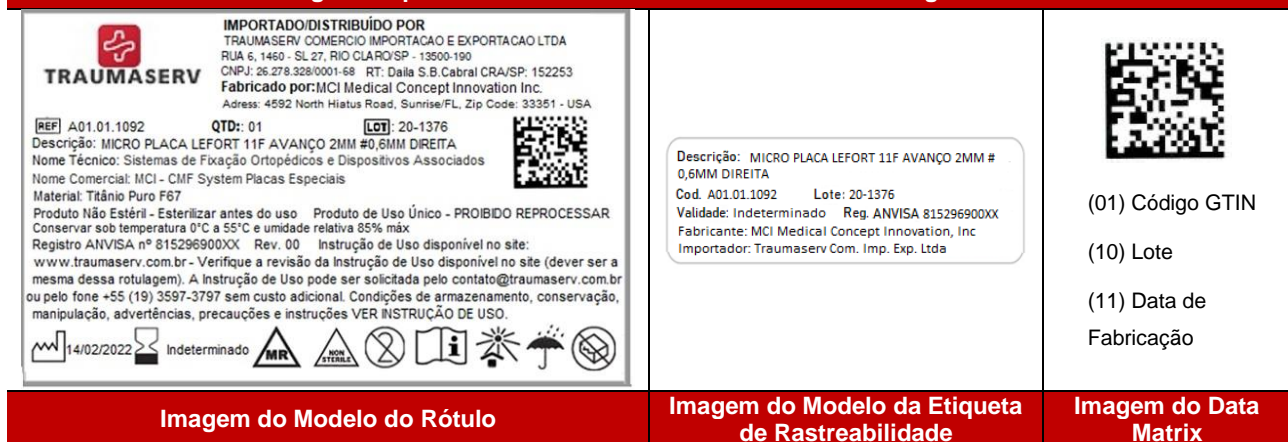 IMPORTADO/DISTRIBUÍDO POR
TRAUMASERV COMERCIO IMPORTACAO E EXPORTACAO LTDA
RUA 6, 1460 - SL 27, RIO CLARO/SP - 13500-190
CNPJ: 26.278.328/0001-68 RT: Daila S.B.Cabral CRA/SP: 152253
Fabricado por:MCI Medical Concept Innovation Inc.
Adress: 4592 North Hiatus Road, Sunrise/FL, Zip Code: 33351 - USA
TRAUMASERV
REF A01.01.1092 QTD:: 01 LOT: 20-1376
Descrição: MICRO PLACA LEFORT 11F AVANÇO 2MM #0,6MM DIREITA
Nome Técnico: Sistemas de Fixação Ortopédicos e Dispositivos Associados
Nome Comercial: MCI - CMF System Placas Especiais
Material: Titânio Puro F67
Produto Não Estéril - Esterilizar antes do uso Produto de Uso Único - PROIBIDO REPROCESSAR
Conservar sob temperatura 0°C a 55°C e umidade relativa 85% máx
Registro ANVISA nº 815296900XX Rev. 00 Instrução de Uso disponível no site:
www.traumaserv.com.br - Verifique a revisão da Instrução de Uso disponível no site (dever ser a
mesma dessa rotulagem). A Instrução de Uso pode ser solicitada pelo contato@traumaserv.com.br
ou pelo fone +55 (19) 3597-3797 sem custo adicional. Condições de armazenamento, conservação,
manipulação, advertências, precauções e instruções VER INSTRUÇÃO DE USO.
14/02/2022 Indeterminado MR NON STERILE 2 i
Imagem do Modelo do Rótulo
Descrição: MICRO PLACA LEFORT 11F AVANÇO 2MM #
0,6MM DIREITA
Cod. A01.01.1092 Lote: 20-1376
Validade: Indeterminado Reg. ANVISA 815296900XX
Fabricante: MCI Medical Concept Innovation, Inc
Importador: Traumaserv Com. Imp. Exp. Ltda
Imagem do Modelo da Etiqueta
de Rastreabilidade
(01) Código GTIN
(10) Lote
(11) Data de
Fabricação
Imagem do Data
Matrix